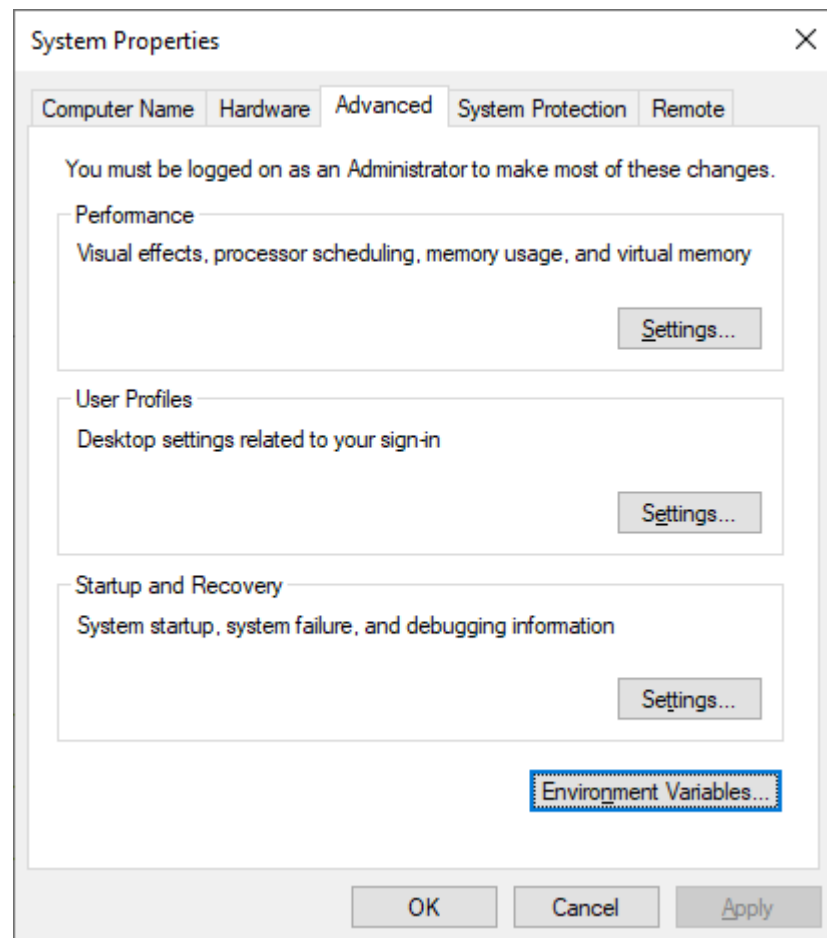 System Properties
Computer Name Hardware Advanced System Protection Remote
You must be logged on as an Administrator to make most of these changes.
Performance
Visual effects, processor scheduling, memory usage, and virtual memory
Settings...
User Profiles
Desktop settings related to your sign-in
Settings...
Startup and Recovery
System startup, system failure, and debugging information
Settings...
Environment Variables...
OK Cancel Apply